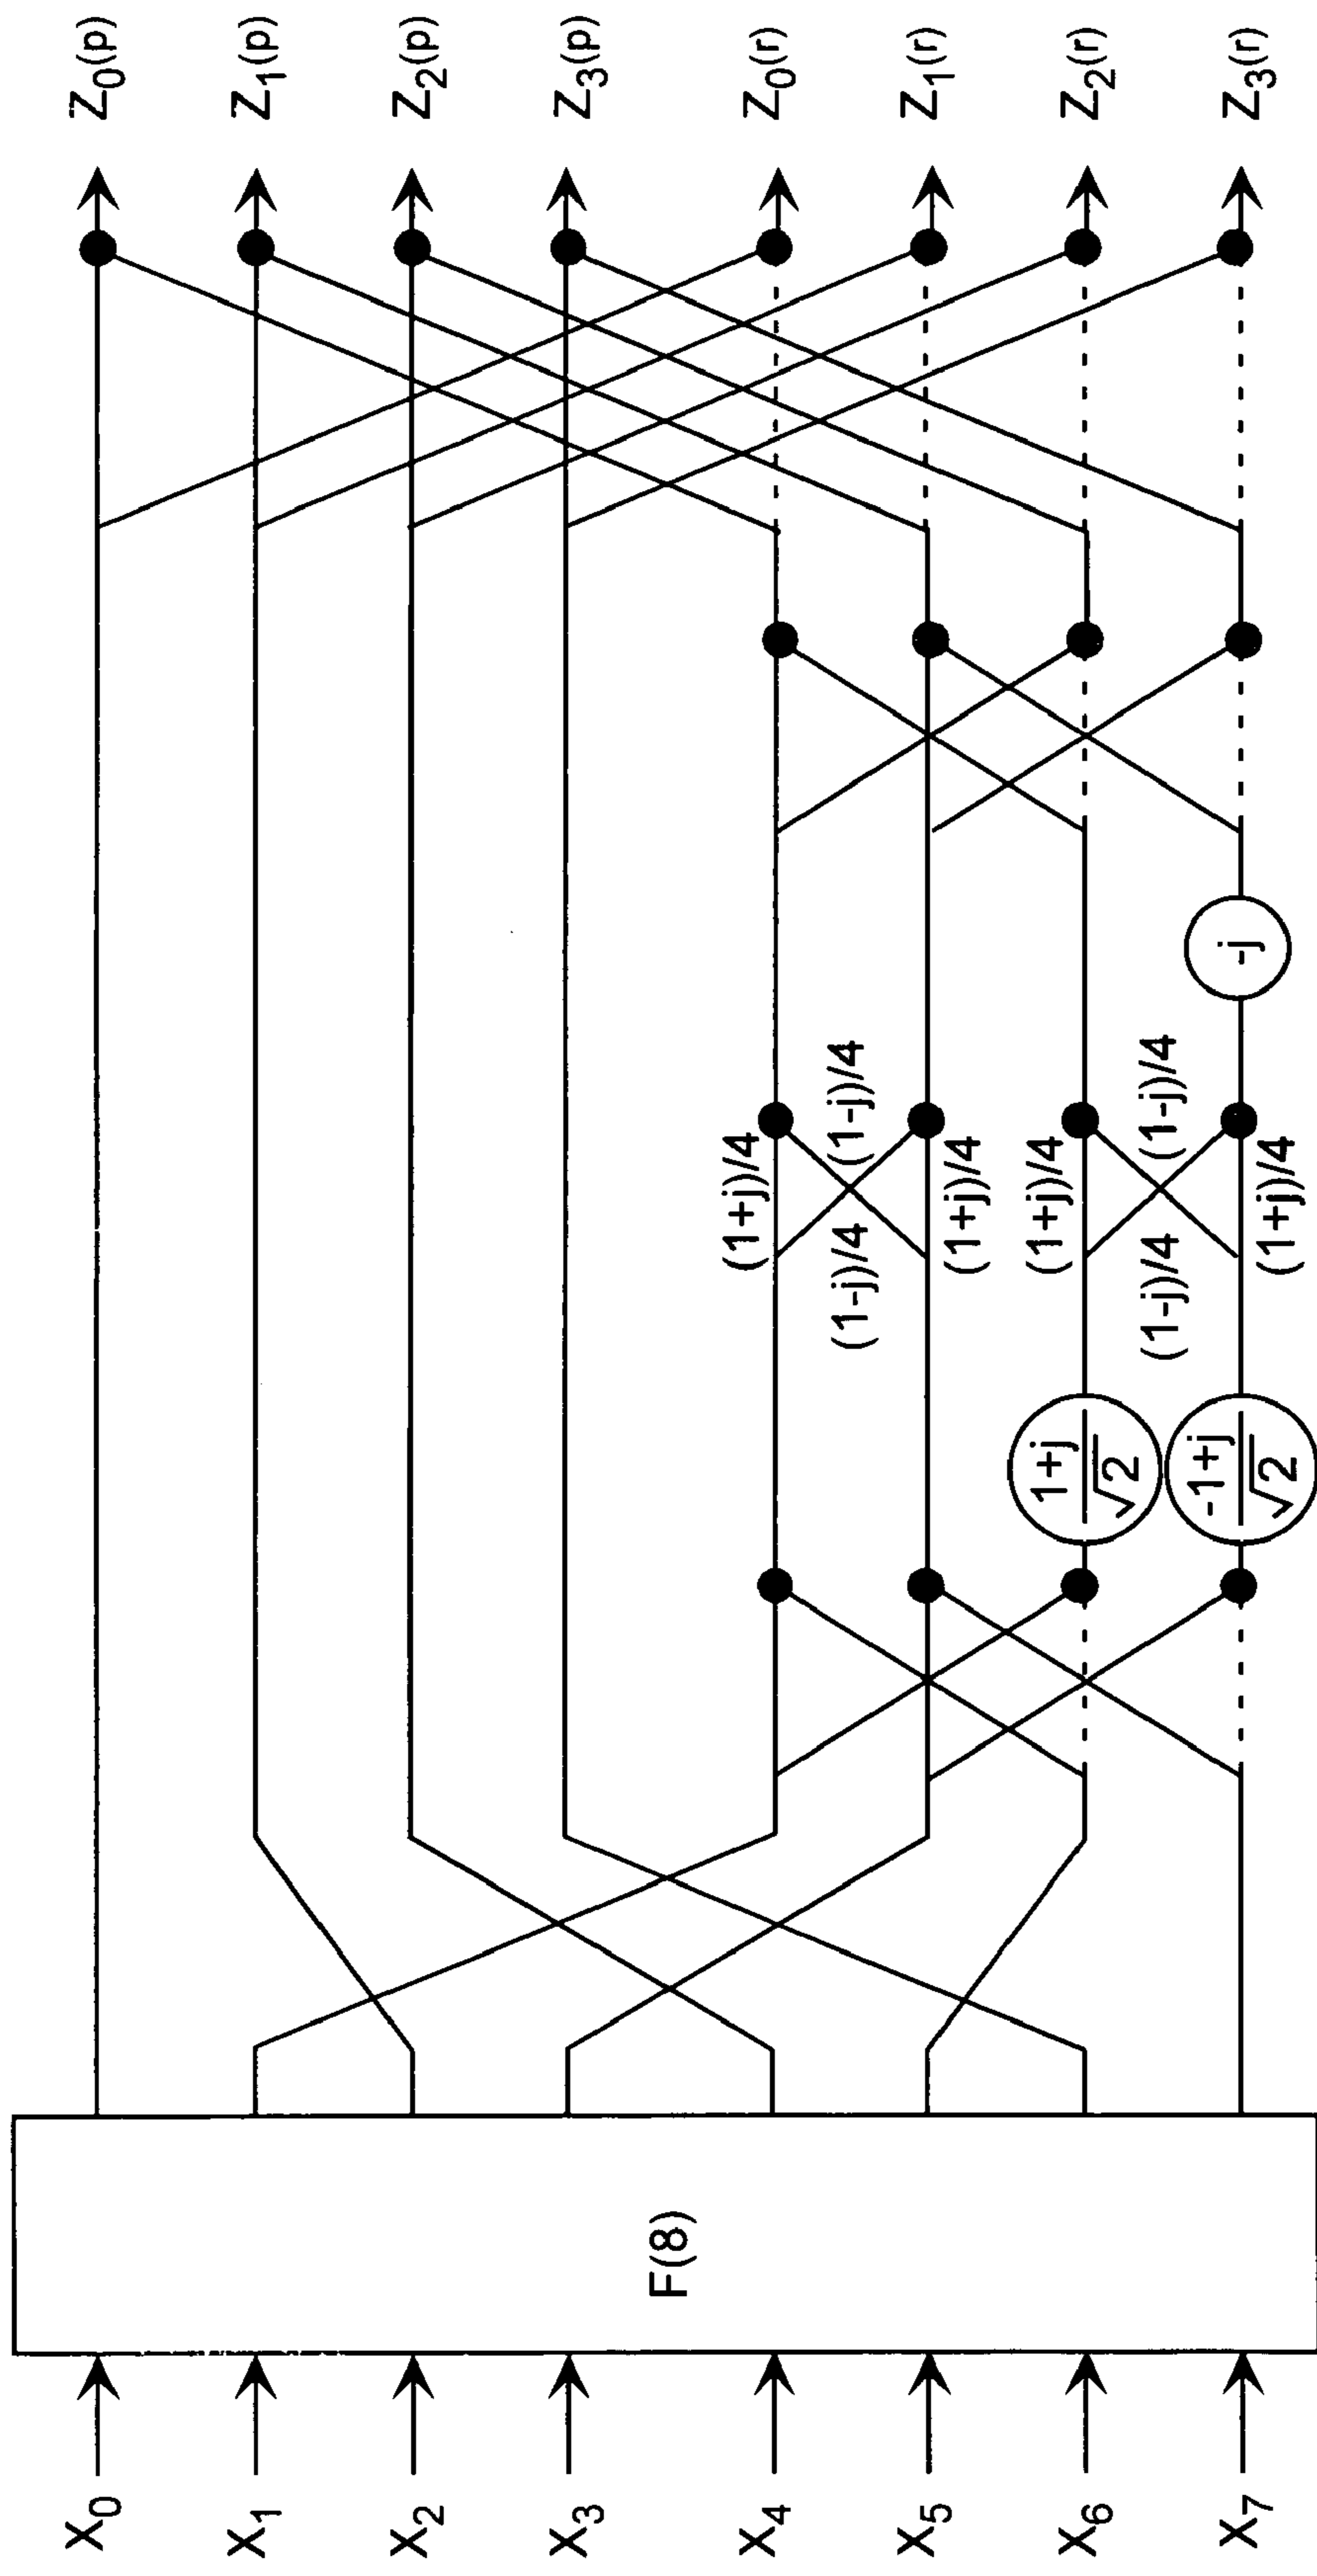 X₀
X₁
X₂
X₃
X₄
X₅
X₆
X₇
F(8)
1+j
√2
-1+j
√2
(1+j)/4
(1-j)/4
(1-j)/4
(1+j)/4
(1+j)/4
(1-j)/4
(1-j)/4
(1+j)/4
-j
Z₀(p)
Z₁(p)
Z₂(p)
Z₃(p)
Z₀(r)
Z₁(r)
Z₂(r)
Z₃(r)